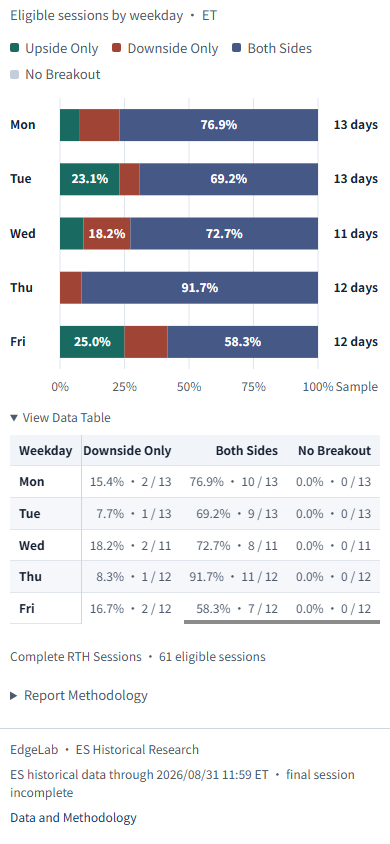 Eligible sessions by weekday • ET
Upside Only Downside Only Both Sides
No Breakout
Mon 76.9% 13 days
Tue 23.1% 69.2% 13 days
Wed 18.2% 72.7% 11 days
Thu 91.7% 12 days
Fri 25.0% 58.3% 12 days
0% 25% 50% 75% 100% Sample
▼ View Data Table
Weekday Downside Only Both Sides No Breakout
Mon 15.4% • 2 / 13 76.9% • 10 / 13 0.0% • 0 / 13
Tue 7.7% • 1 / 13 69.2% • 9 / 13 0.0% • 0 / 13
Wed 18.2% • 2 / 11 72.7% • 8 / 11 0.0% • 0 / 11
Thu 8.3% • 1 / 12 91.7% • 11 / 12 0.0% • 0 / 12
Fri 16.7% • 2 / 12 58.3% • 7 / 12 0.0% • 0 / 12
Complete RTH Sessions • 61 eligible sessions
▶ Report Methodology
EdgeLab • ES Historical Research
ES historical data through 2026/08/31 11:59 ET • final session
incomplete
Data and Methodology